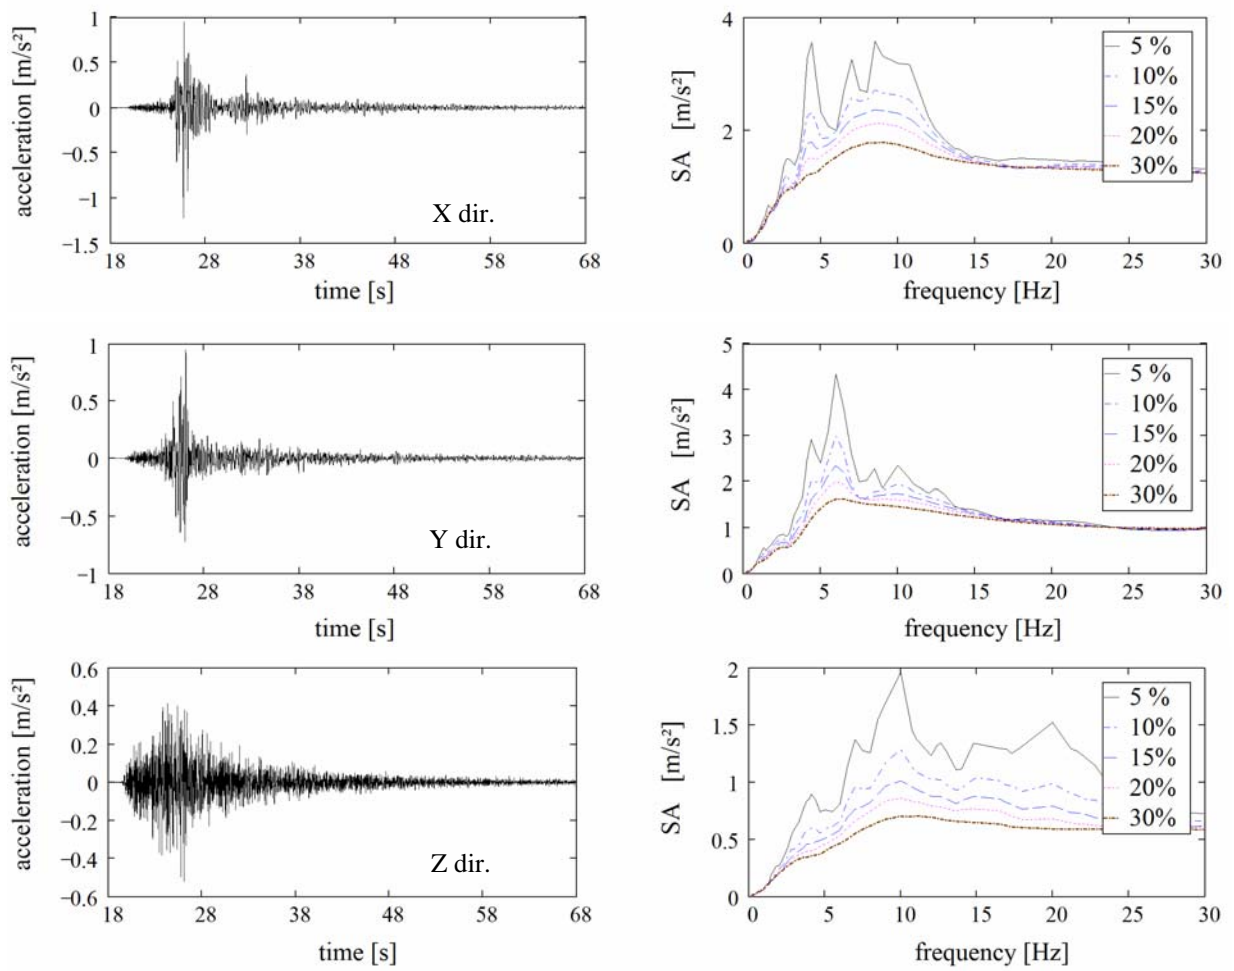 acceleration [m/s²]
1
0.5
0
−0.5
−1
−1.5
X dir.
18 28 38 48 58 68
time [s]
SA [m/s²]
4
2
0
5 %
10%
15%
20%
30%
0 5 10 15 20 25 30
frequency [Hz]
acceleration [m/s²]
1
0.5
0
−0.5
−1
Y dir.
18 28 38 48 58 68
time [s]
SA [m/s²]
5
4
3
2
1
0
5 %
10%
15%
20%
30%
0 5 10 15 20 25 30
frequency [Hz]
acceleration [m/s²]
0.6
0.4
0.2
0
−0.2
−0.4
−0.6
Z dir.
18 28 38 48 58 68
time [s]
SA [m/s²]
2
1.5
1
0.5
0
5 %
10%
15%
20%
30%
0 5 10 15 20 25 30
frequency [Hz]